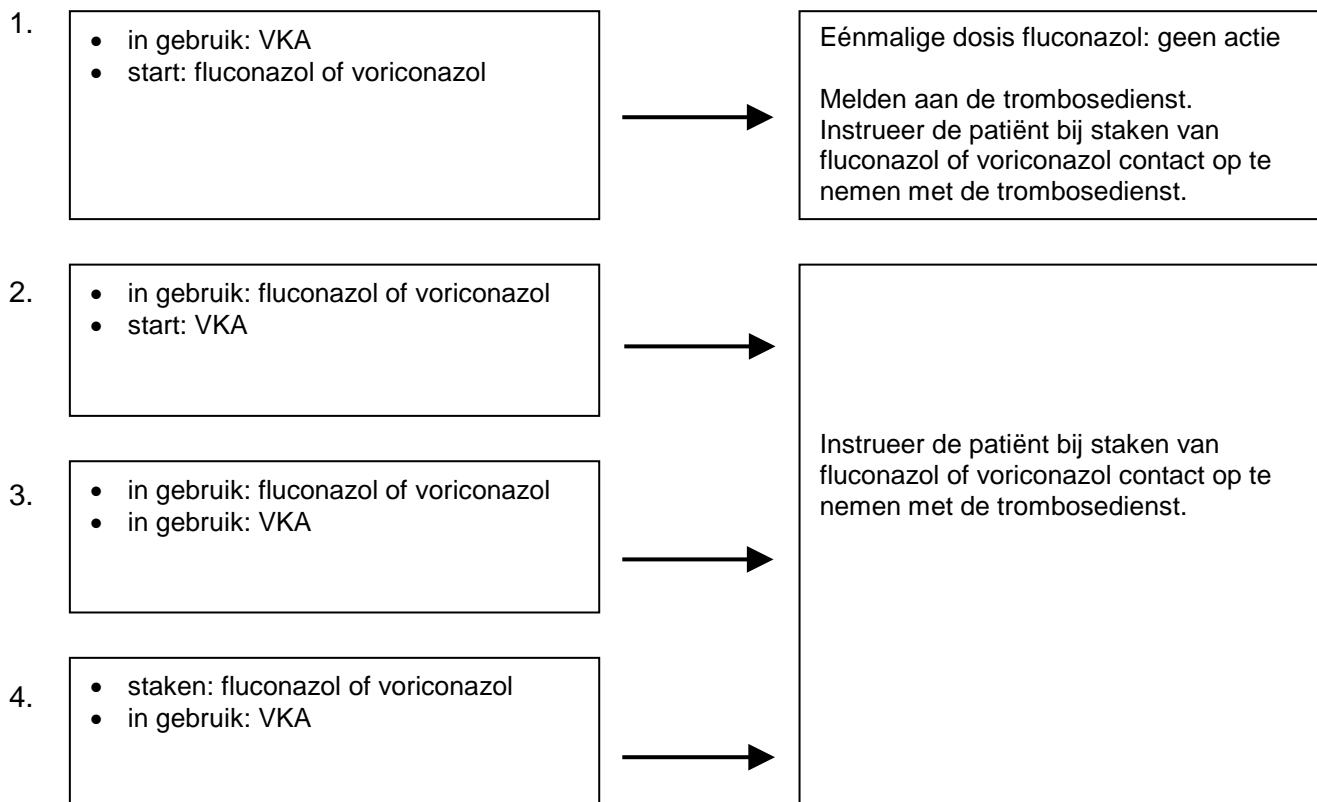 1.
• in gebruik: VKA
• start: fluconazol of voriconazol
Eénmalige dosis fluconazol: geen actie
Melden aan de trombosedienst.
Instrueer de patiënt bij staken van
fluconazol of voriconazol contact op te
nemen met de trombosedienst.
2.
• in gebruik: fluconazol of voriconazol
• start: VKA
3.
• in gebruik: fluconazol of voriconazol
• in gebruik: VKA
4.
• staken: fluconazol of voriconazol
• in gebruik: VKA
Instrueer de patiënt bij staken van
fluconazol of voriconazol contact op te
nemen met de trombosedienst.